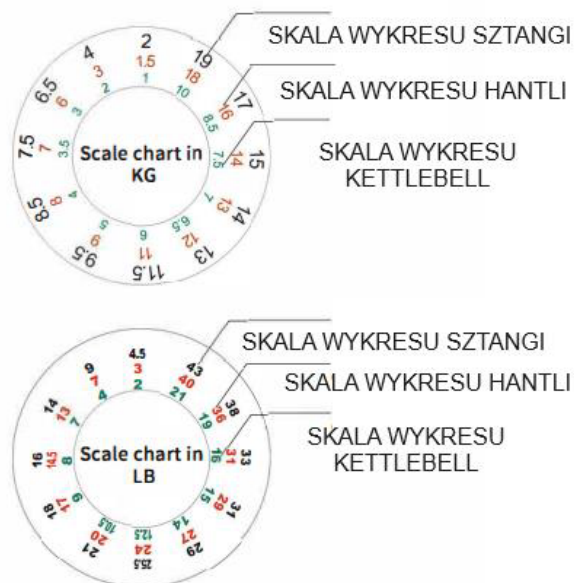 2 19 17 15 14 13 11.5 9.5 8.5 7.5 6.5 4
1.5 18 16 14 13 12 11 9 8 7 6 3
1 10 8.5 7.5 7 6.5 6 5 4 3.5 3 2
Scale chart in
KG
SKALA WYKRESU SZTANGI
SKALA WYKRESU HANTLI
SKALA WYKRESU
KETTLEBELL
4.5 43 38 33 31 29 25.5 21 18 16 14 9
3 40 36 31 29 27 24 20 17 14.5 13 7
2 21 19 16 15 14 12.5 10.5 9 8 7 4
Scale chart in
LB
SKALA WYKRESU SZTANGI
SKALA WYKRESU HANTLI
SKALA WYKRESU
KETTLEBELL